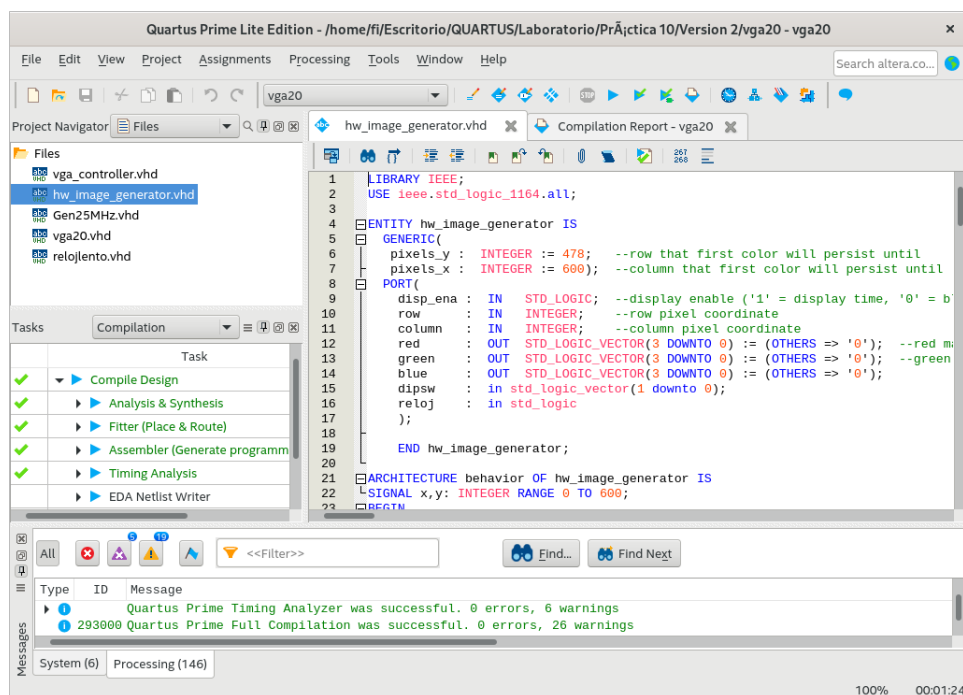 Quartus Prime Lite Edition - /home/fi/Escritorio/QUARTUS/Laboratorio/PrÃ¡ctica 10/Version 2/vga20 - vga20
File Edit View Project Assignments Processing Tools Window Help
Search altera.co...
vga20
Project Navigator Files
hw_image_generator.vhd
Compilation Report - vga20
Files
vga_controller.vhd
hw_image_generator.vhd
Gen25MHz.vhd
vga20.vhd
relojlento.vhd
267
268
1 LIBRARY IEEE;
2 USE ieee.std_logic_1164.all;
3
4 ENTITY hw_image_generator IS
5 GENERIC(
6 pixels_y : INTEGER := 478; --row that first color will persist until
7 pixels_x : INTEGER := 600); --column that first color will persist until
8 PORT(
9 disp_ena : IN STD_LOGIC; --display enable ('1' = display time, '0' = b
10 row : IN INTEGER; --row pixel coordinate
11 column : IN INTEGER; --column pixel coordinate
12 red : OUT STD_LOGIC_VECTOR(3 DOWNTO 0) := (OTHERS => '0'); --red ma
13 green : OUT STD_LOGIC_VECTOR(3 DOWNTO 0) := (OTHERS => '0'); --green
14 blue : OUT STD_LOGIC_VECTOR(3 DOWNTO 0) := (OTHERS => '0');
15 dipsw : in std_logic_vector(1 downto 0);
16 reloj : in std_logic
17 );
18
19 END hw_image_generator;
20
21 ARCHITECTURE behavior OF hw_image_generator IS
22 SIGNAL x,y: INTEGER RANGE 0 TO 600;
23 BEGIN
Tasks Compilation
Task
Compile Design
Analysis & Synthesis
Fitter (Place & Route)
Assembler (Generate programm
Timing Analysis
EDA Netlist Writer
All 5 19 <<Filter>> Find... Find Next
Type ID Message
Quartus Prime Timing Analyzer was successful. 0 errors, 6 warnings
293000 Quartus Prime Full Compilation was successful. 0 errors, 26 warnings
Messages
System (6) Processing (146)
100% 00:01:24